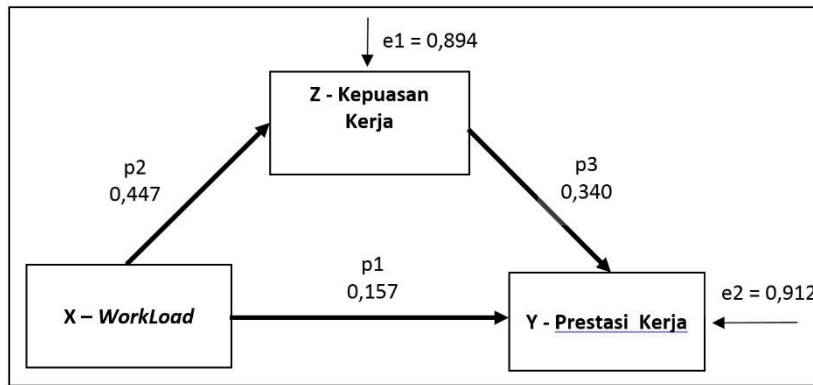 e1 = 0,894
Z - Kepuasan
Kerja
p2
0,447
p3
0,340
p1
0,157
X – WorkLoad
Y - Prestasi Kerja
e2 = 0,912